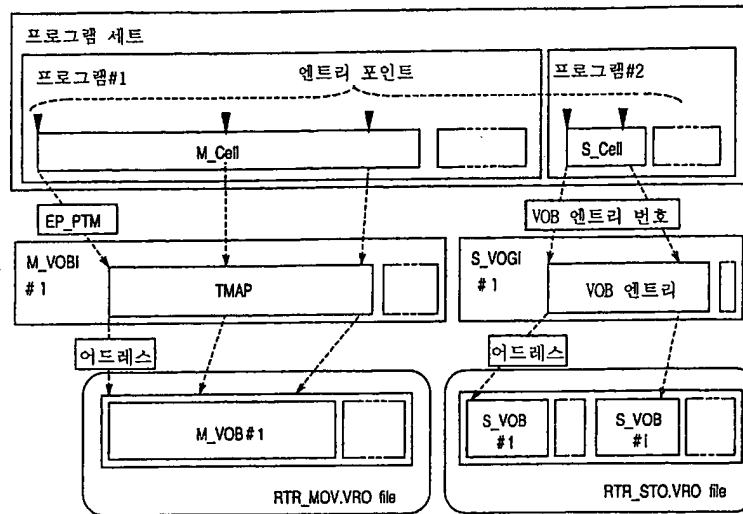 프로그램 세트
프로그램#1
엔트리 포인트
프로그램#2
M_Cell
S_Cell
EP_PTM
VOB 엔트리 번호
M_VOBI
#1
TMAP
S_VOGI
#1
VOB 엔트리
어드레스
어드레스
M_VOB#1
S_VOB
#1
S_VOB
#i
RTR_MOV.VRO file
RTR_STO.VRO file